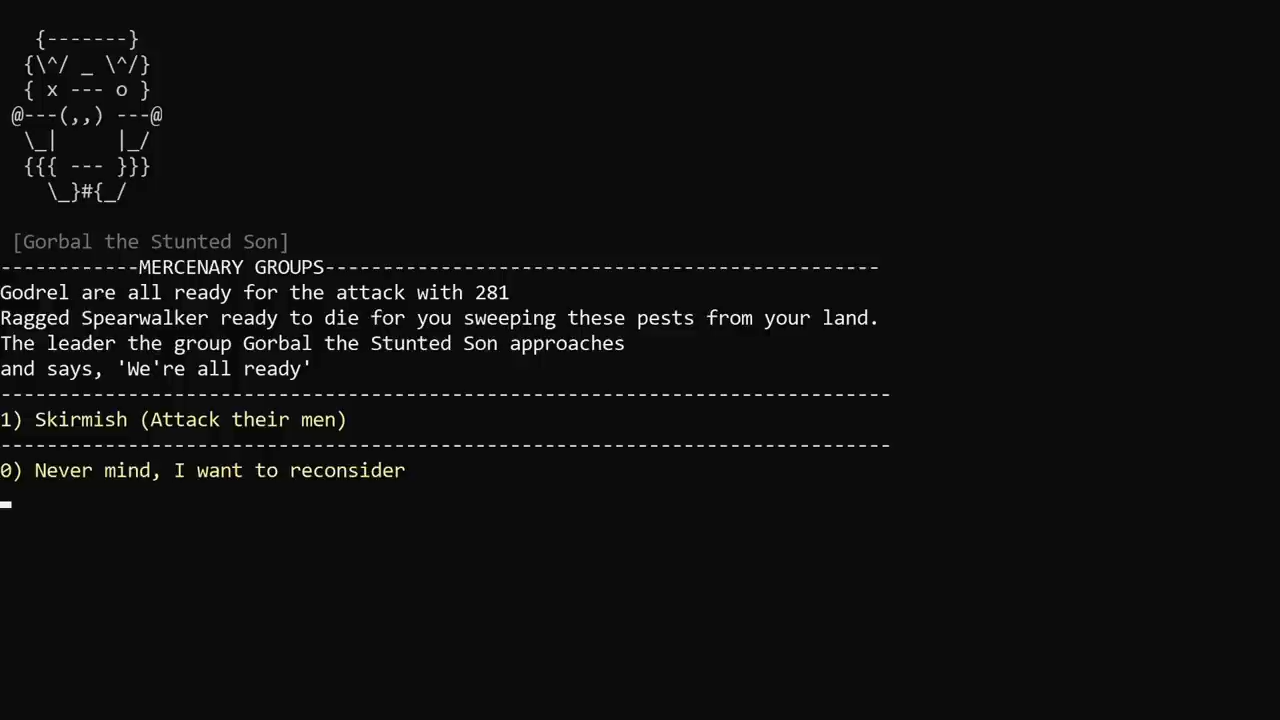 {-------}
  {\^/ _ \^/}
  { x --- o }
 @---(,,) ---@
  \_|     |_/
  {{{ --- }}}
    \_}#{_/
 [Gorbal the Stunted Son]
------------MERCENARY GROUPS------------------------------------------------
Godrel are all ready for the attack with 281
Ragged Spearwalker ready to die for you sweeping these pests from your land.
The leader the group Gorbal the Stunted Son approaches
and says, 'We're all ready'
-----------------------------------------------------------------------------
1) Skirmish (Attack their men)
-----------------------------------------------------------------------------
0) Never mind, I want to reconsider